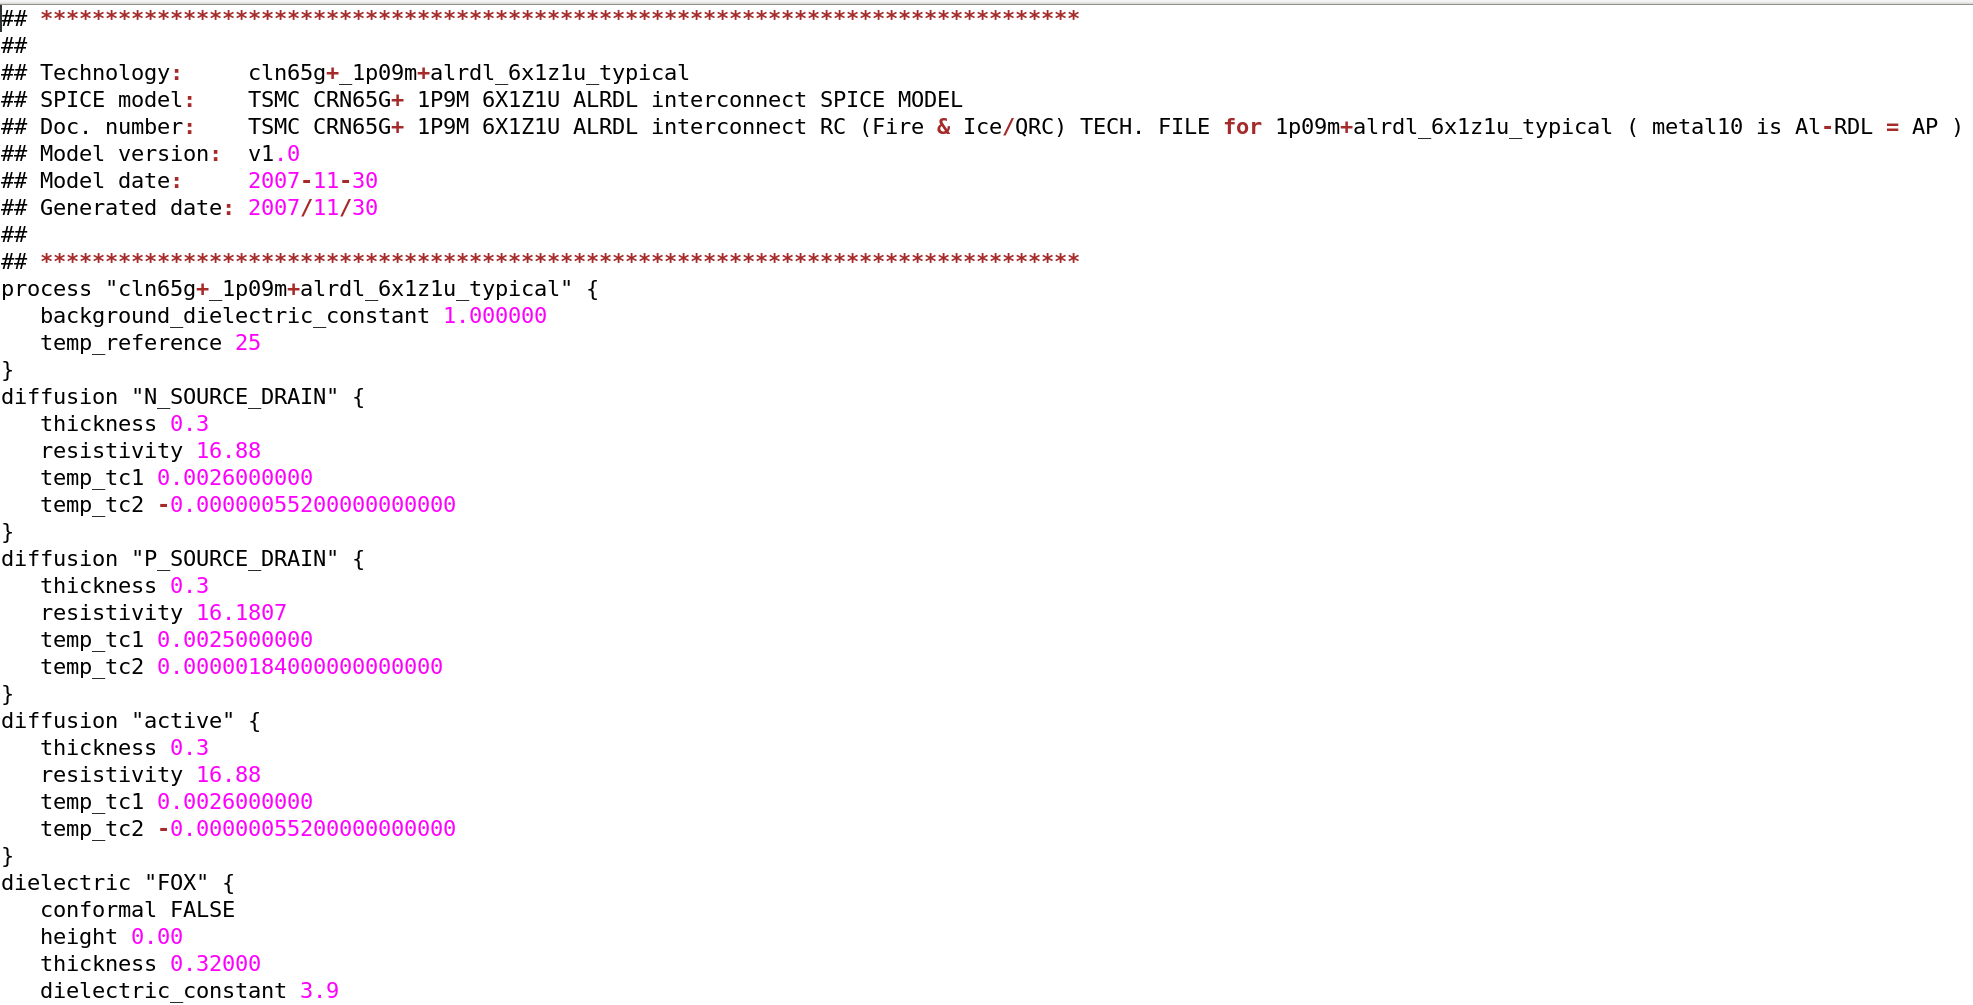 ## ********************************************************************************
##
## Technology:     cln65g+_1p09m+alrdl_6x1z1u_typical
## SPICE model:    TSMC CRN65G+ 1P9M 6X1Z1U ALRDL interconnect SPICE MODEL
## Doc. number:    TSMC CRN65G+ 1P9M 6X1Z1U ALRDL interconnect RC (Fire & Ice/QRC) TECH. FILE for 1p09m+alrdl_6x1z1u_typical ( metal10 is Al-RDL = AP )
## Model version:  v1.0
## Model date:     2007-11-30
## Generated date: 2007/11/30
##
## ********************************************************************************
process "cln65g+_1p09m+alrdl_6x1z1u_typical" {
   background_dielectric_constant 1.000000
   temp_reference 25
}
diffusion "N_SOURCE_DRAIN" {
   thickness 0.3
   resistivity 16.88
   temp_tc1 0.0026000000
   temp_tc2 -0.00000055200000000000
}
diffusion "P_SOURCE_DRAIN" {
   thickness 0.3
   resistivity 16.1807
   temp_tc1 0.0025000000
   temp_tc2 0.00000184000000000000
}
diffusion "active" {
   thickness 0.3
   resistivity 16.88
   temp_tc1 0.0026000000
   temp_tc2 -0.00000055200000000000
}
dielectric "FOX" {
   conformal FALSE
   height 0.00
   thickness 0.32000
   dielectric_constant 3.9